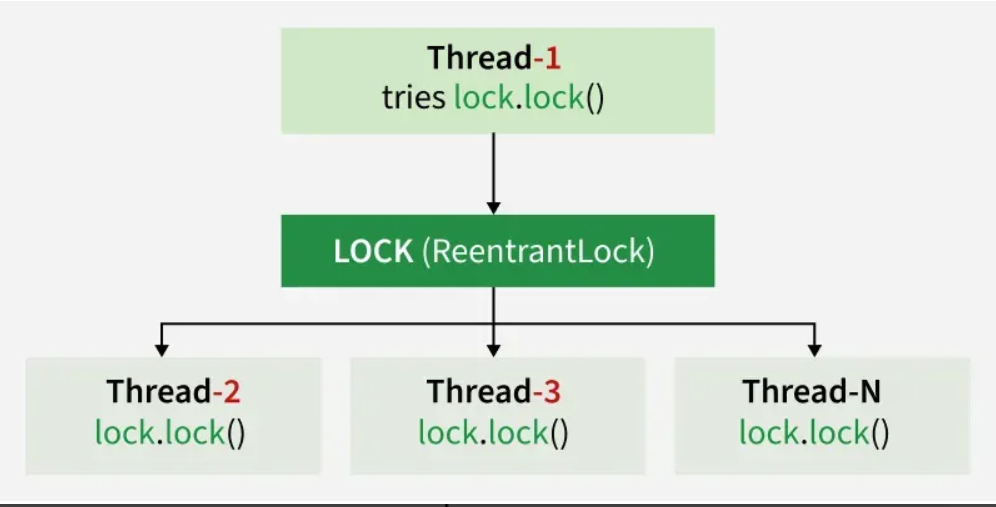 Thread-1
tries lock.lock()
LOCK (ReentrantLock)
Thread-2
lock.lock()
Thread-3
lock.lock()
Thread-N
lock.lock()